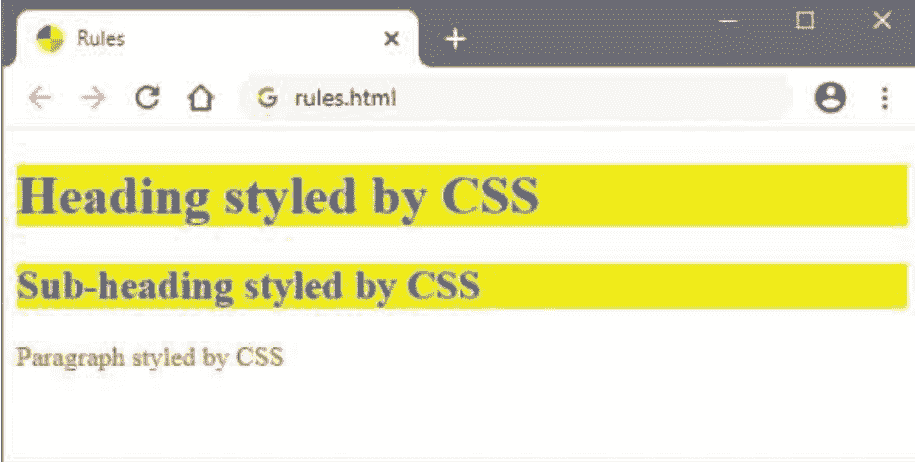 Rules
rules.html
Heading styled by CSS
Sub-heading styled by CSS
Paragraph styled by CSS